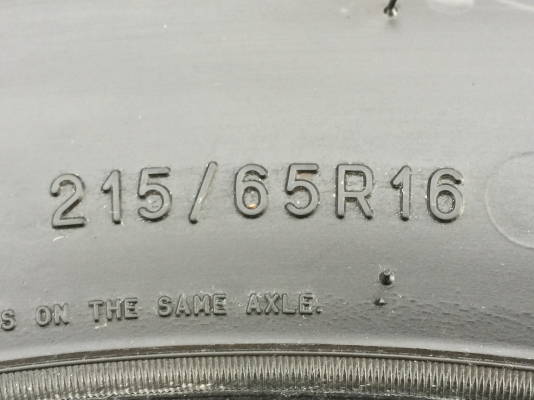 215/65R16
S ON THE SAME AXLE.